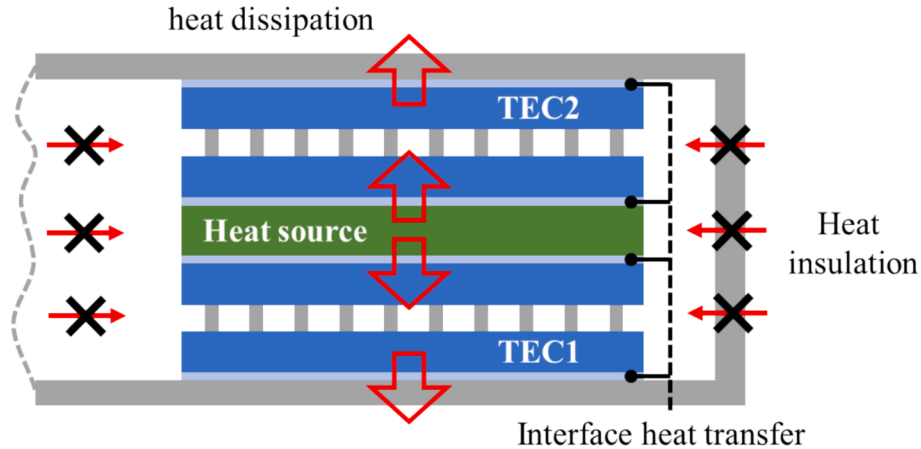 heat dissipation
TEC2
Heat source
Heat
insulation
TEC1
Interface heat transfer